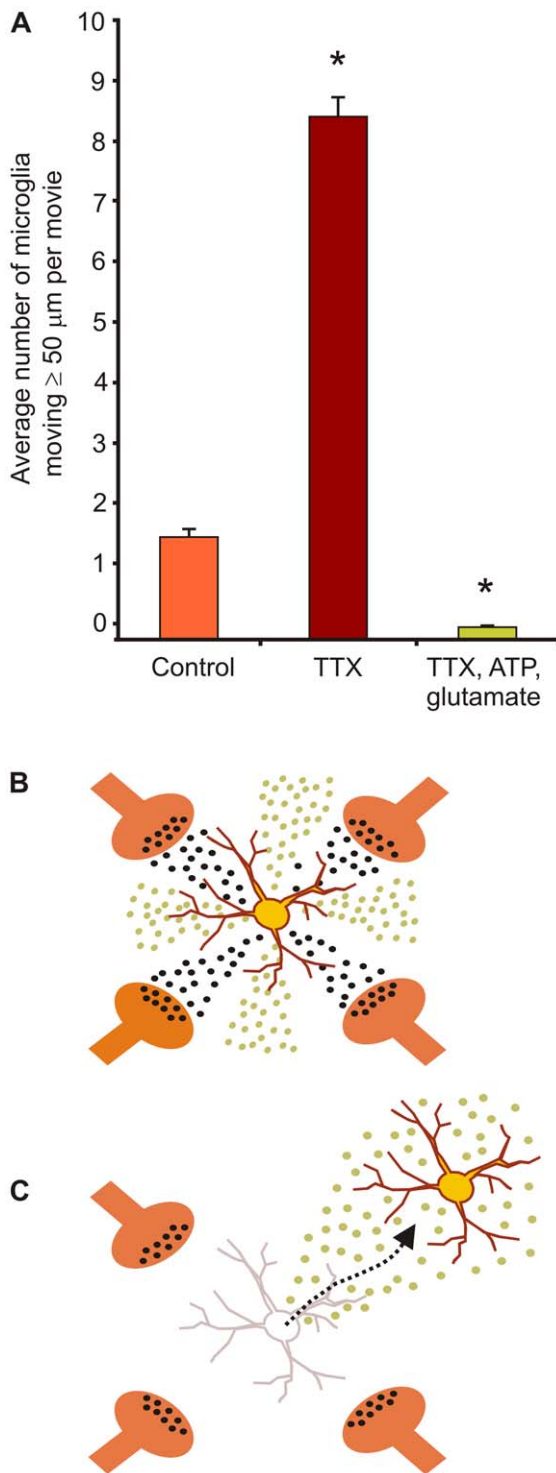 A
Average number of microglia
moving ≥ 50 μm per movie
10
9
8
7
6
5
4
3
2
1
0
*
*
Control
TTX
TTX, ATP,
glutamate
B
C